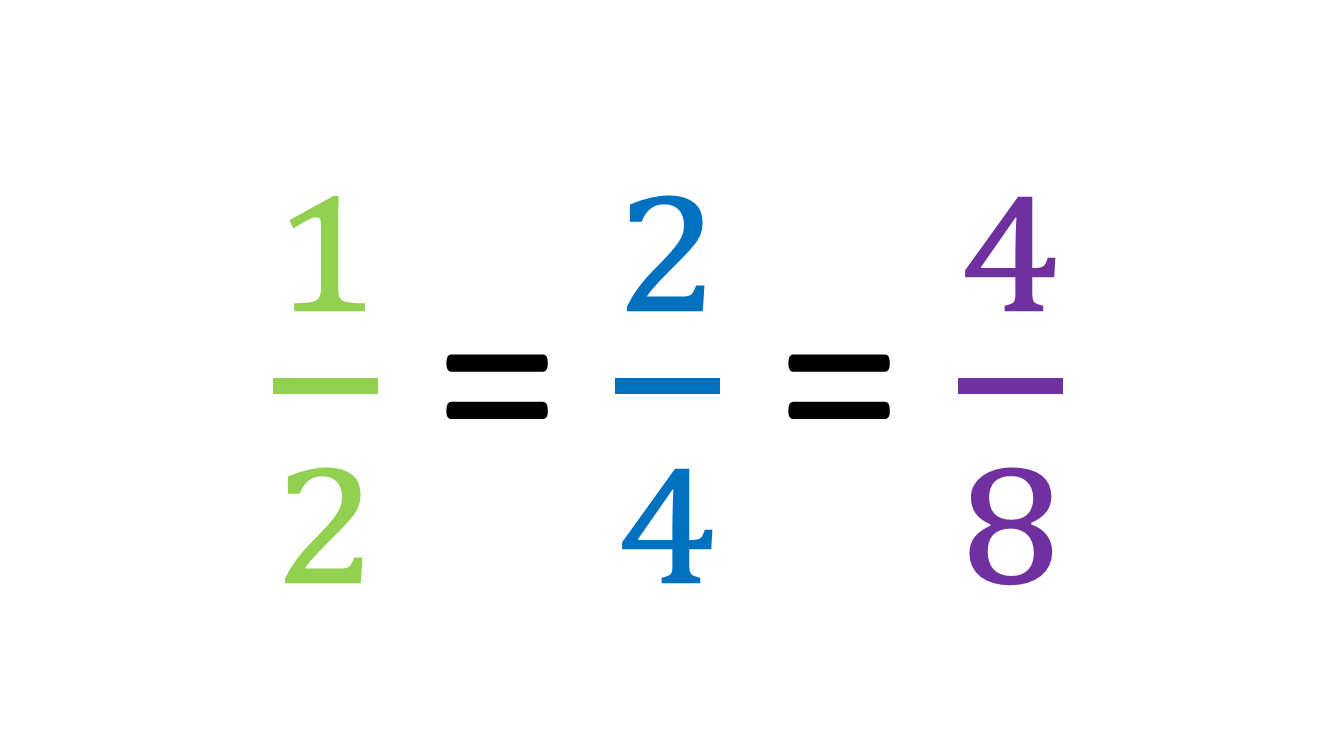 1/2 = 2/4 = 4/8